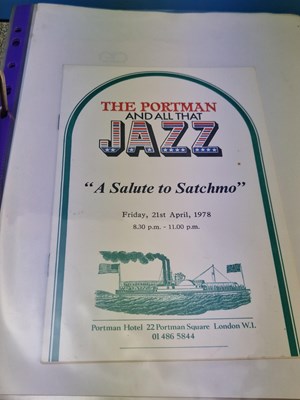 THE PORTMAN
AND ALL THAT
JAZZ
"A Salute to Satchmo"
Friday, 21st April, 1978
8.30 p.m. - 11.00 p.m.
Portman Hotel 22 Portman Square London W.1.
01 486 5844